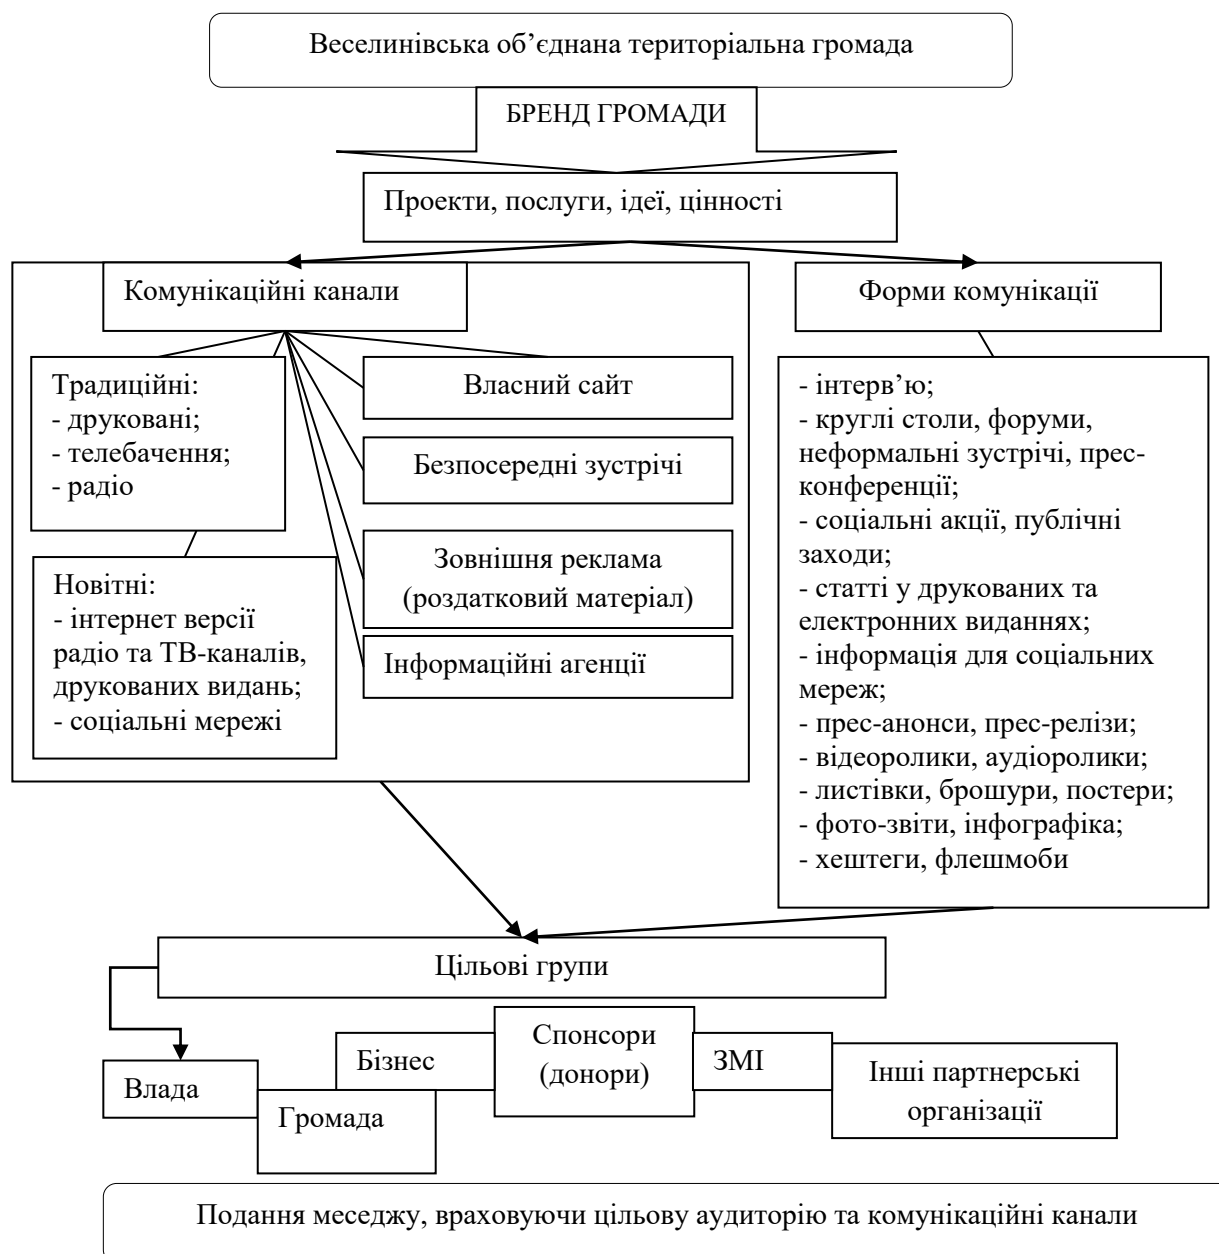 Веселинівська об’єднана територіальна громада
БРЕНД ГРОМАДИ
Проекти, послуги, ідеї, цінності
Комунікаційні канали
Традиційні:
- друковані;
- телебачення;
- радіо
Новітні:
- інтернет версії
радіо та ТВ-каналів,
друкованих видань;
- соціальні мережі
Власний сайт
Безпосередні зустрічі
Зовнішня реклама
(роздатковий матеріал)
Інформаційні агенції
Форми комунікації
- інтерв’ю;
- круглі столи, форуми,
неформальні зустрічі, прес-
конференції;
- соціальні акції, публічні
заходи;
- статті у друкованих та
електронних виданнях;
- інформація для соціальних
мереж;
- прес-анонси, прес-релізи;
- відеоролики, аудіоролики;
- листівки, брошури, постери;
- фото-звіти, інфографіка;
- хештеги, флешмоби
Цільові групи
Влада
Громада
Бізнес
Спонсори
(донори)
ЗМІ
Інші партнерські
організації
Подання меседжу, враховуючи цільову аудиторію та комунікаційні канали